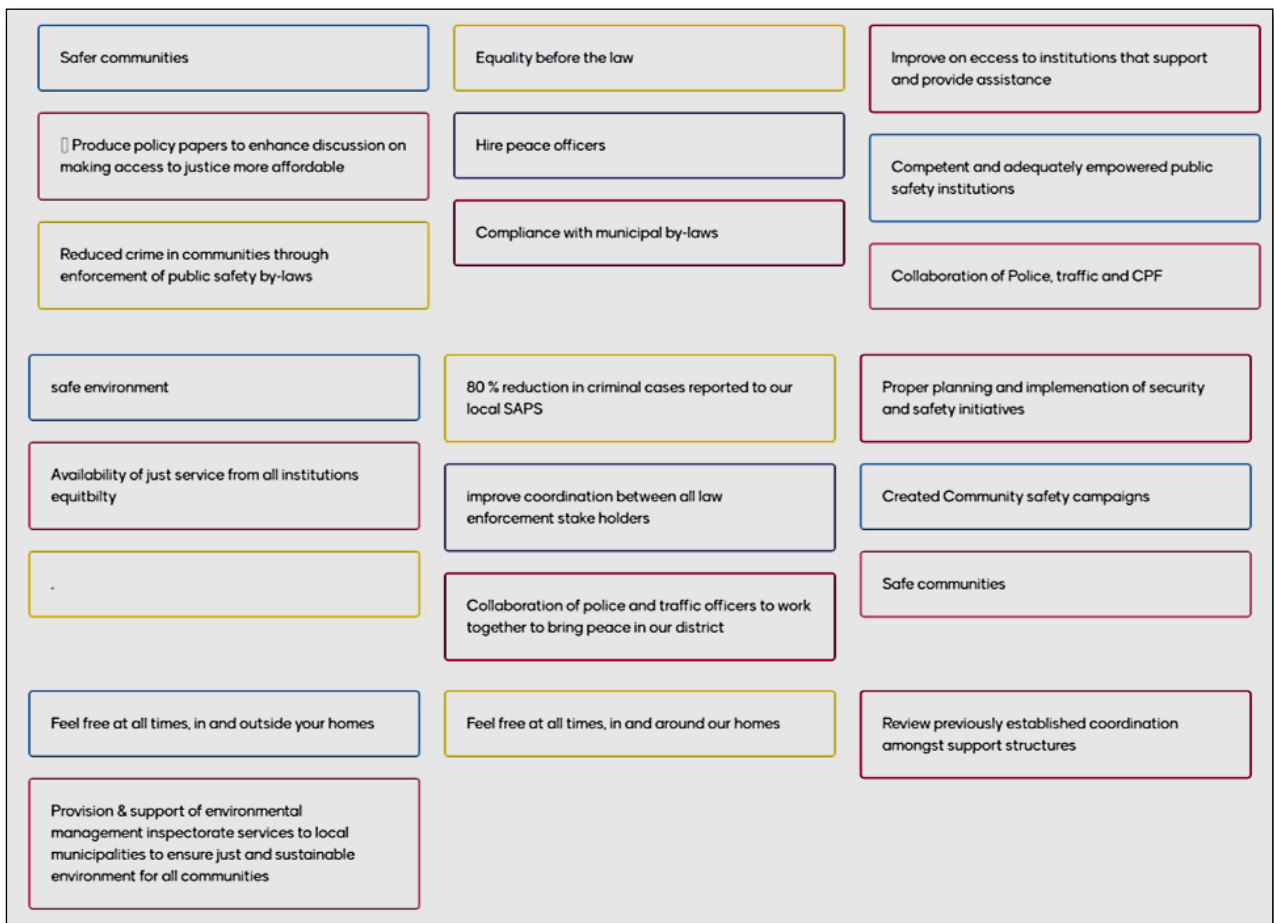 Safer communities
▯ Produce policy papers to enhance discussion on
making access to justice more affordable
Reduced crime in communities through
enforcement of public safety by-laws
Equality before the law
Hire peace officers
Compliance with municipal by-laws
Improve on eccess to institutions that support
and provide assistance
Competent and adequately empowered public
safety institutions
Collaboration of Police, traffic and CPF
safe environment
Availability of just service from all institutions
equitbilty
.
80 % reduction in criminal cases reported to our
local SAPS
improve coordination between all law
enforcement stake holders
Collaboration of police and traffic officers to work
together to bring peace in our district
Proper planning and implemenation of security
and safety initiatives
Created Community safety campaigns
Safe communities
Feel free at all times, in and outside your homes
Provision & support of environmental
management inspectorate services to local
municipalities to ensure just and sustainable
environment for all communities
Feel free at all times, in and around our homes
Review previously established coordination
amongst support structures